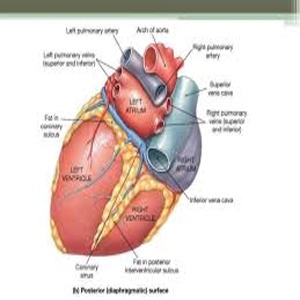 Left pulmonary artery
Arch of aorta
Left pulmonary veins
(superior and inferior)
Right pulmonary
artery
Superior
vena cava
LEFT
ATRIUM
Right pulmonary
veins (superior
and inferior)
Fat in
coronary
sulcus
LEFT
VENTRICLE
RIGHT
ATRIUM
RIGHT
VENTRICLE
Inferior vena cava
Coronary
sinus
Fat in posterior
interventricular sulcus
(b) Posterior (diaphragmatic) surface